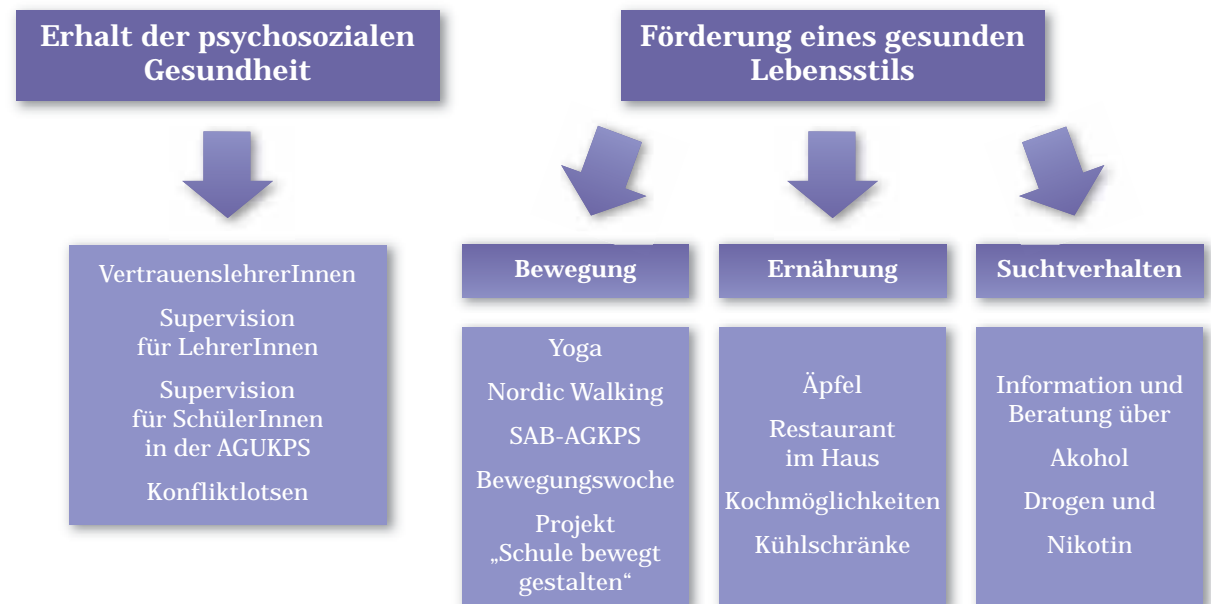 Erhalt der psychosozialen
Gesundheit
Förderung eines gesunden
Lebensstils
VertrauenslehrerInnen
Supervision
für LehrerInnen
Supervision
für SchülerInnen
in der AGUKPS
Konfliktlotsen
Bewegung
Yoga
Nordic Walking
SAB-AGKPS
Bewegungswoche
Projekt
„Schule bewegt
gestalten“
Ernährung
Äpfel
Restaurant
im Haus
Kochmöglichkeiten
Kühlschränke
Suchtverhalten
Information und
Beratung über
Akohol
Drogen und
Nikotin